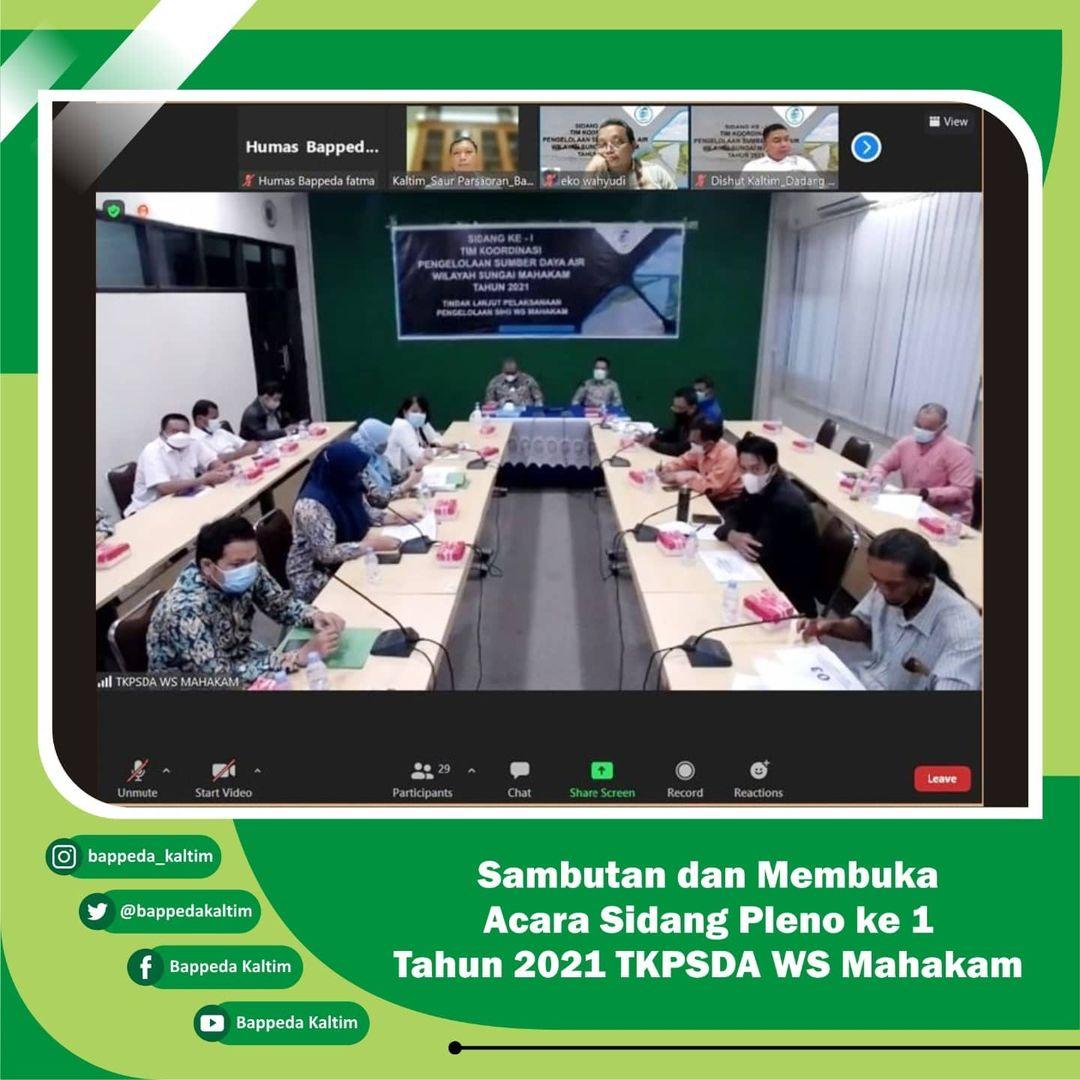 View
Humas Bapped...
Humas Bappeda fatma
Kaltim_Saur Parsaoran_Ba...
eko wahyudi
Dishut Kaltim_Dadang ...
SIDANG KE - I
TIM KOORDINASI
PENGELOLAAN SUMBER DAYA AIR
WILAYAH SUNGAI MAHAKAM
TAHUN 2021
TINDAK LANJUT PELAKSANAAN
PENGELOLAAN SIH3 WS MAHAKAM
TKPSDA WS MAHAKAM
Unmute
Start Video
29
Participants
Chat
Share Screen
Record
Reactions
Leave
bappeda_kaltim
@bappedakaltim
Bappeda Kaltim
Bappeda Kaltim
Sambutan dan Membuka
Acara Sidang Pleno ke 1
Tahun 2021 TKPSDA WS Mahakam